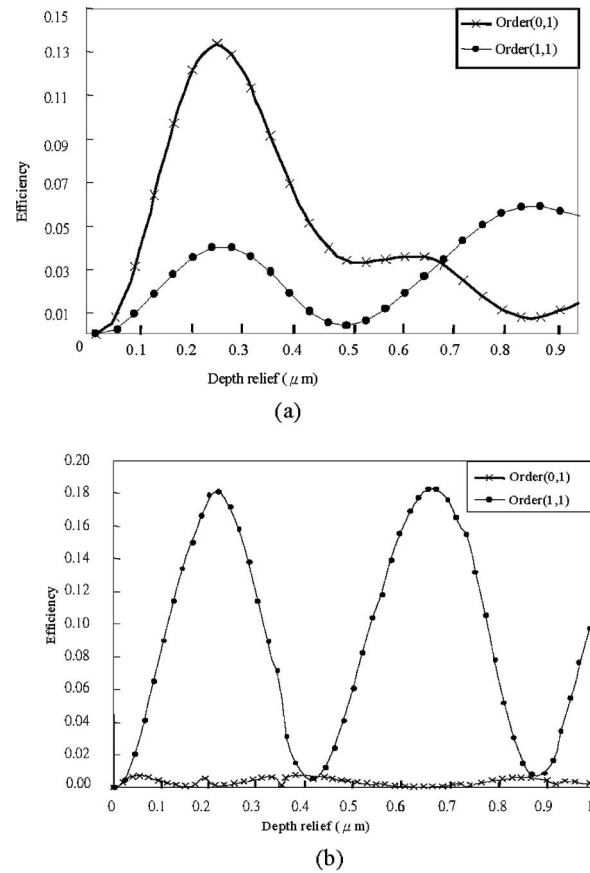 0.15
0.13
0.11
0.09
0.07
0.05
0.03
0.01
Efficiency
Order(0,1)
Order(1,1)
0 0.1 0.2 0.3 0.4 0.5 0.6 0.7 0.8 0.9
Depth relief ( μm)
(a)
0.20
0.18
0.16
0.14
0.12
0.10
0.08
0.06
0.04
0.02
0.00
Efficiency
Order(0,1)
Order(1,1)
0 0.1 0.2 0.3 0.4 0.5 0.6 0.7 0.8 0.9 1
Depth relief ( μm)
(b)